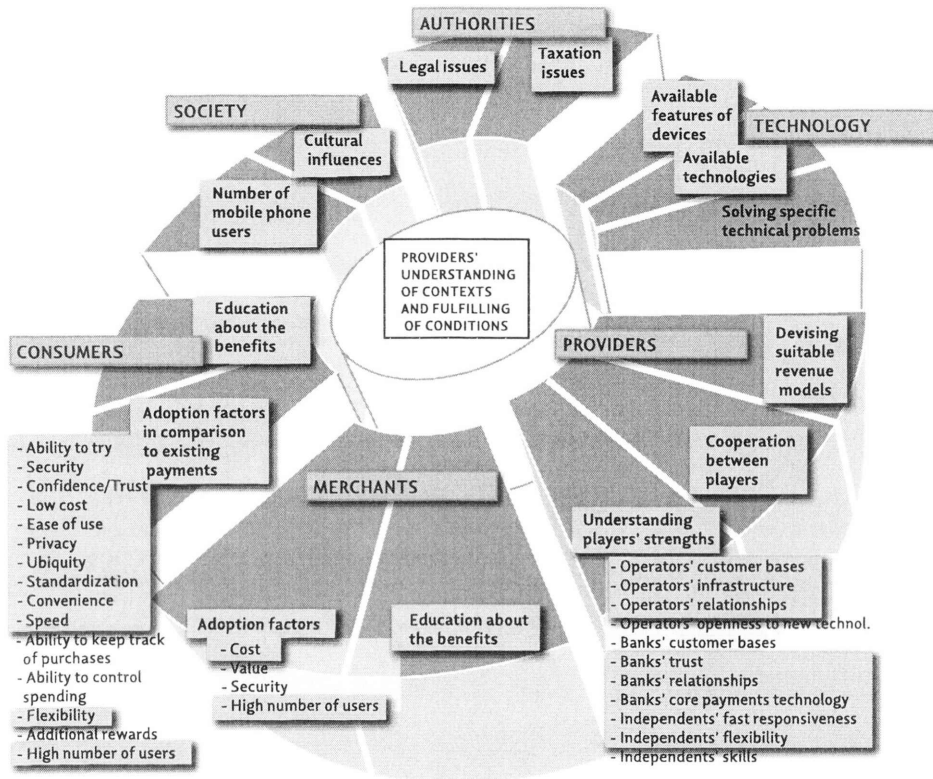 AUTHORITIES
Legal issues
Taxation
issues
SOCIETY
Cultural
influences
Number of
mobile phone
users
Available
features of
devices
TECHNOLOGY
Available
technologies
Solving specific
technical problems
PROVIDERS'
UNDERSTANDING
OF CONTEXTS
AND FULFILLING
OF CONDITIONS
Education
about the
benefits
CONSUMERS
Adoption factors
in comparison
to existing
payments
- Ability to try
- Security
- Confidence/Trust
- Low cost
- Ease of use
- Privacy
- Ubiquity
- Standardization
- Convenience
- Speed
- Ability to keep track
of purchases
- Ability to control
spending
- Flexibility
- Additional rewards
- High number of users
MERCHANTS
Adoption factors
- Cost
- Value
- Security
- High number of users
Education about
the benefits
PROVIDERS
Devising
suitable
revenue
models
Cooperation
between
players
Understanding
players' strengths
- Operators' customer bases
- Operators' infrastructure
- Operators' relationships
- Operators' openness to new technol.
- Banks' customer bases
- Banks' trust
- Banks' relationships
- Banks' core payments technology
- Independents' fast responsiveness
- Independents' flexibility
- Independents' skills